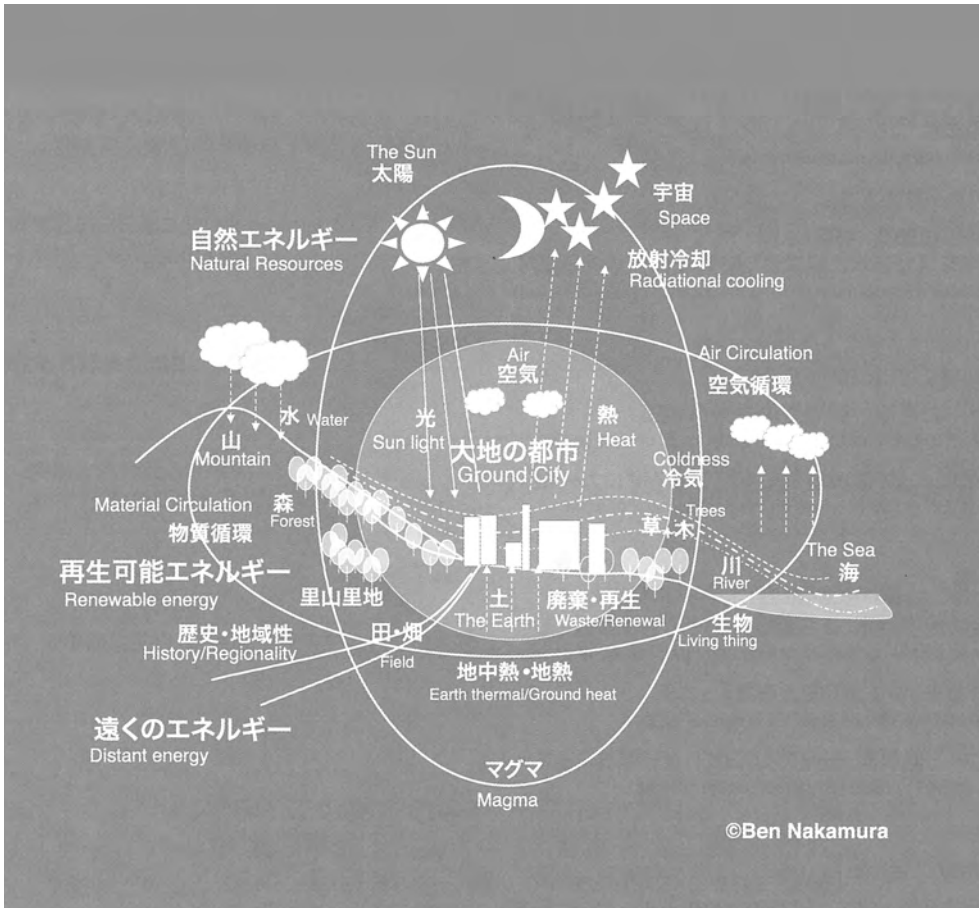 The Sun
太陽
宇宙
Space
自然エネルギー
Natural Resources
放射冷却
Radiational cooling
Air
空気
Air Circulation
空気循環
水 Water
光
Sun light
熱
Heat
山
Mountain
大地の都市
Ground City
Coldness
冷気
Material Circulation
物質循環
森
Forest
草+木
Trees
川
River
The Sea
海
再生可能エネルギー
Renewable energy
里山里地
土
The Earth
廃棄・再生
Waste/Renewal
生物
Living thing
歴史・地域性
History/Regionality
田・畑
Field
地中熱・地熱
Earth thermal/Ground heat
遠くのエネルギー
Distant energy
マグマ
Magma
©Ben Nakamura